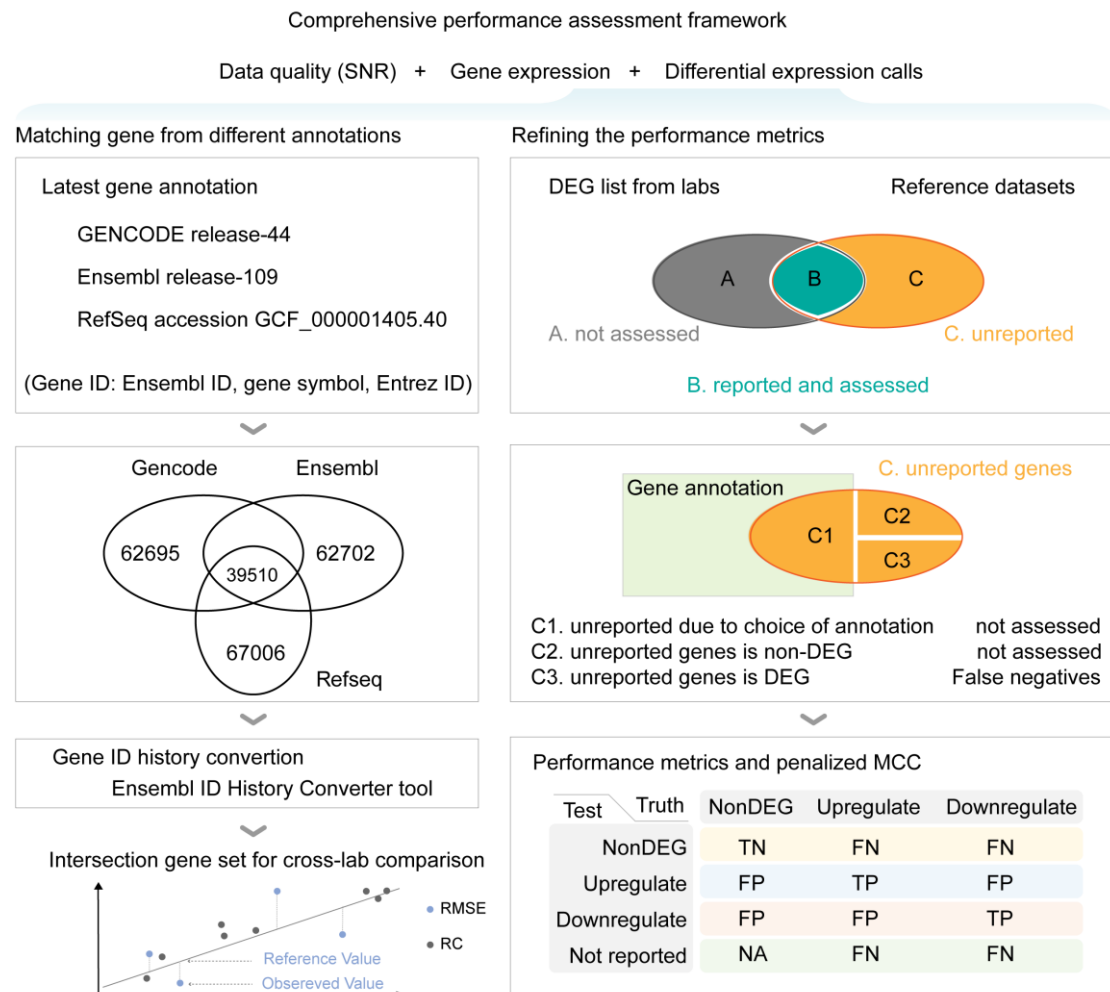 Comprehensive performance assessment framework
Data quality (SNR) + Gene expression + Differential expression calls
Matching gene from different annotations
Latest gene annotation
GENCODE release-44
Ensembl release-109
RefSeq accession GCF_000001405.40
(Gene ID: Ensembl ID, gene symbol, Entrez ID)
Gencode Ensembl
62695 39510 62702
67006
Refseq
Gene ID history convertion
Ensembl ID History Converter tool
Intersection gene set for cross-lab comparison
RMSE
RC
Reference Value
Obsereved Value
Refining the performance metrics
DEG list from labs Reference datasets
A B C
A. not assessed C. unreported
B. reported and assessed
C. unreported genes
Gene annotation
C1 C2
C3
C1. unreported due to choice of annotation not assessed
C2. unreported genes is non-DEG not assessed
C3. unreported genes is DEG False negatives
Performance metrics and penalized MCC
Test Truth NonDEG Upregulate Downregulate
NonDEG TN FN FN
Upregulate FP TP FP
Downregulate FP FP TP
Not reported NA FN FN